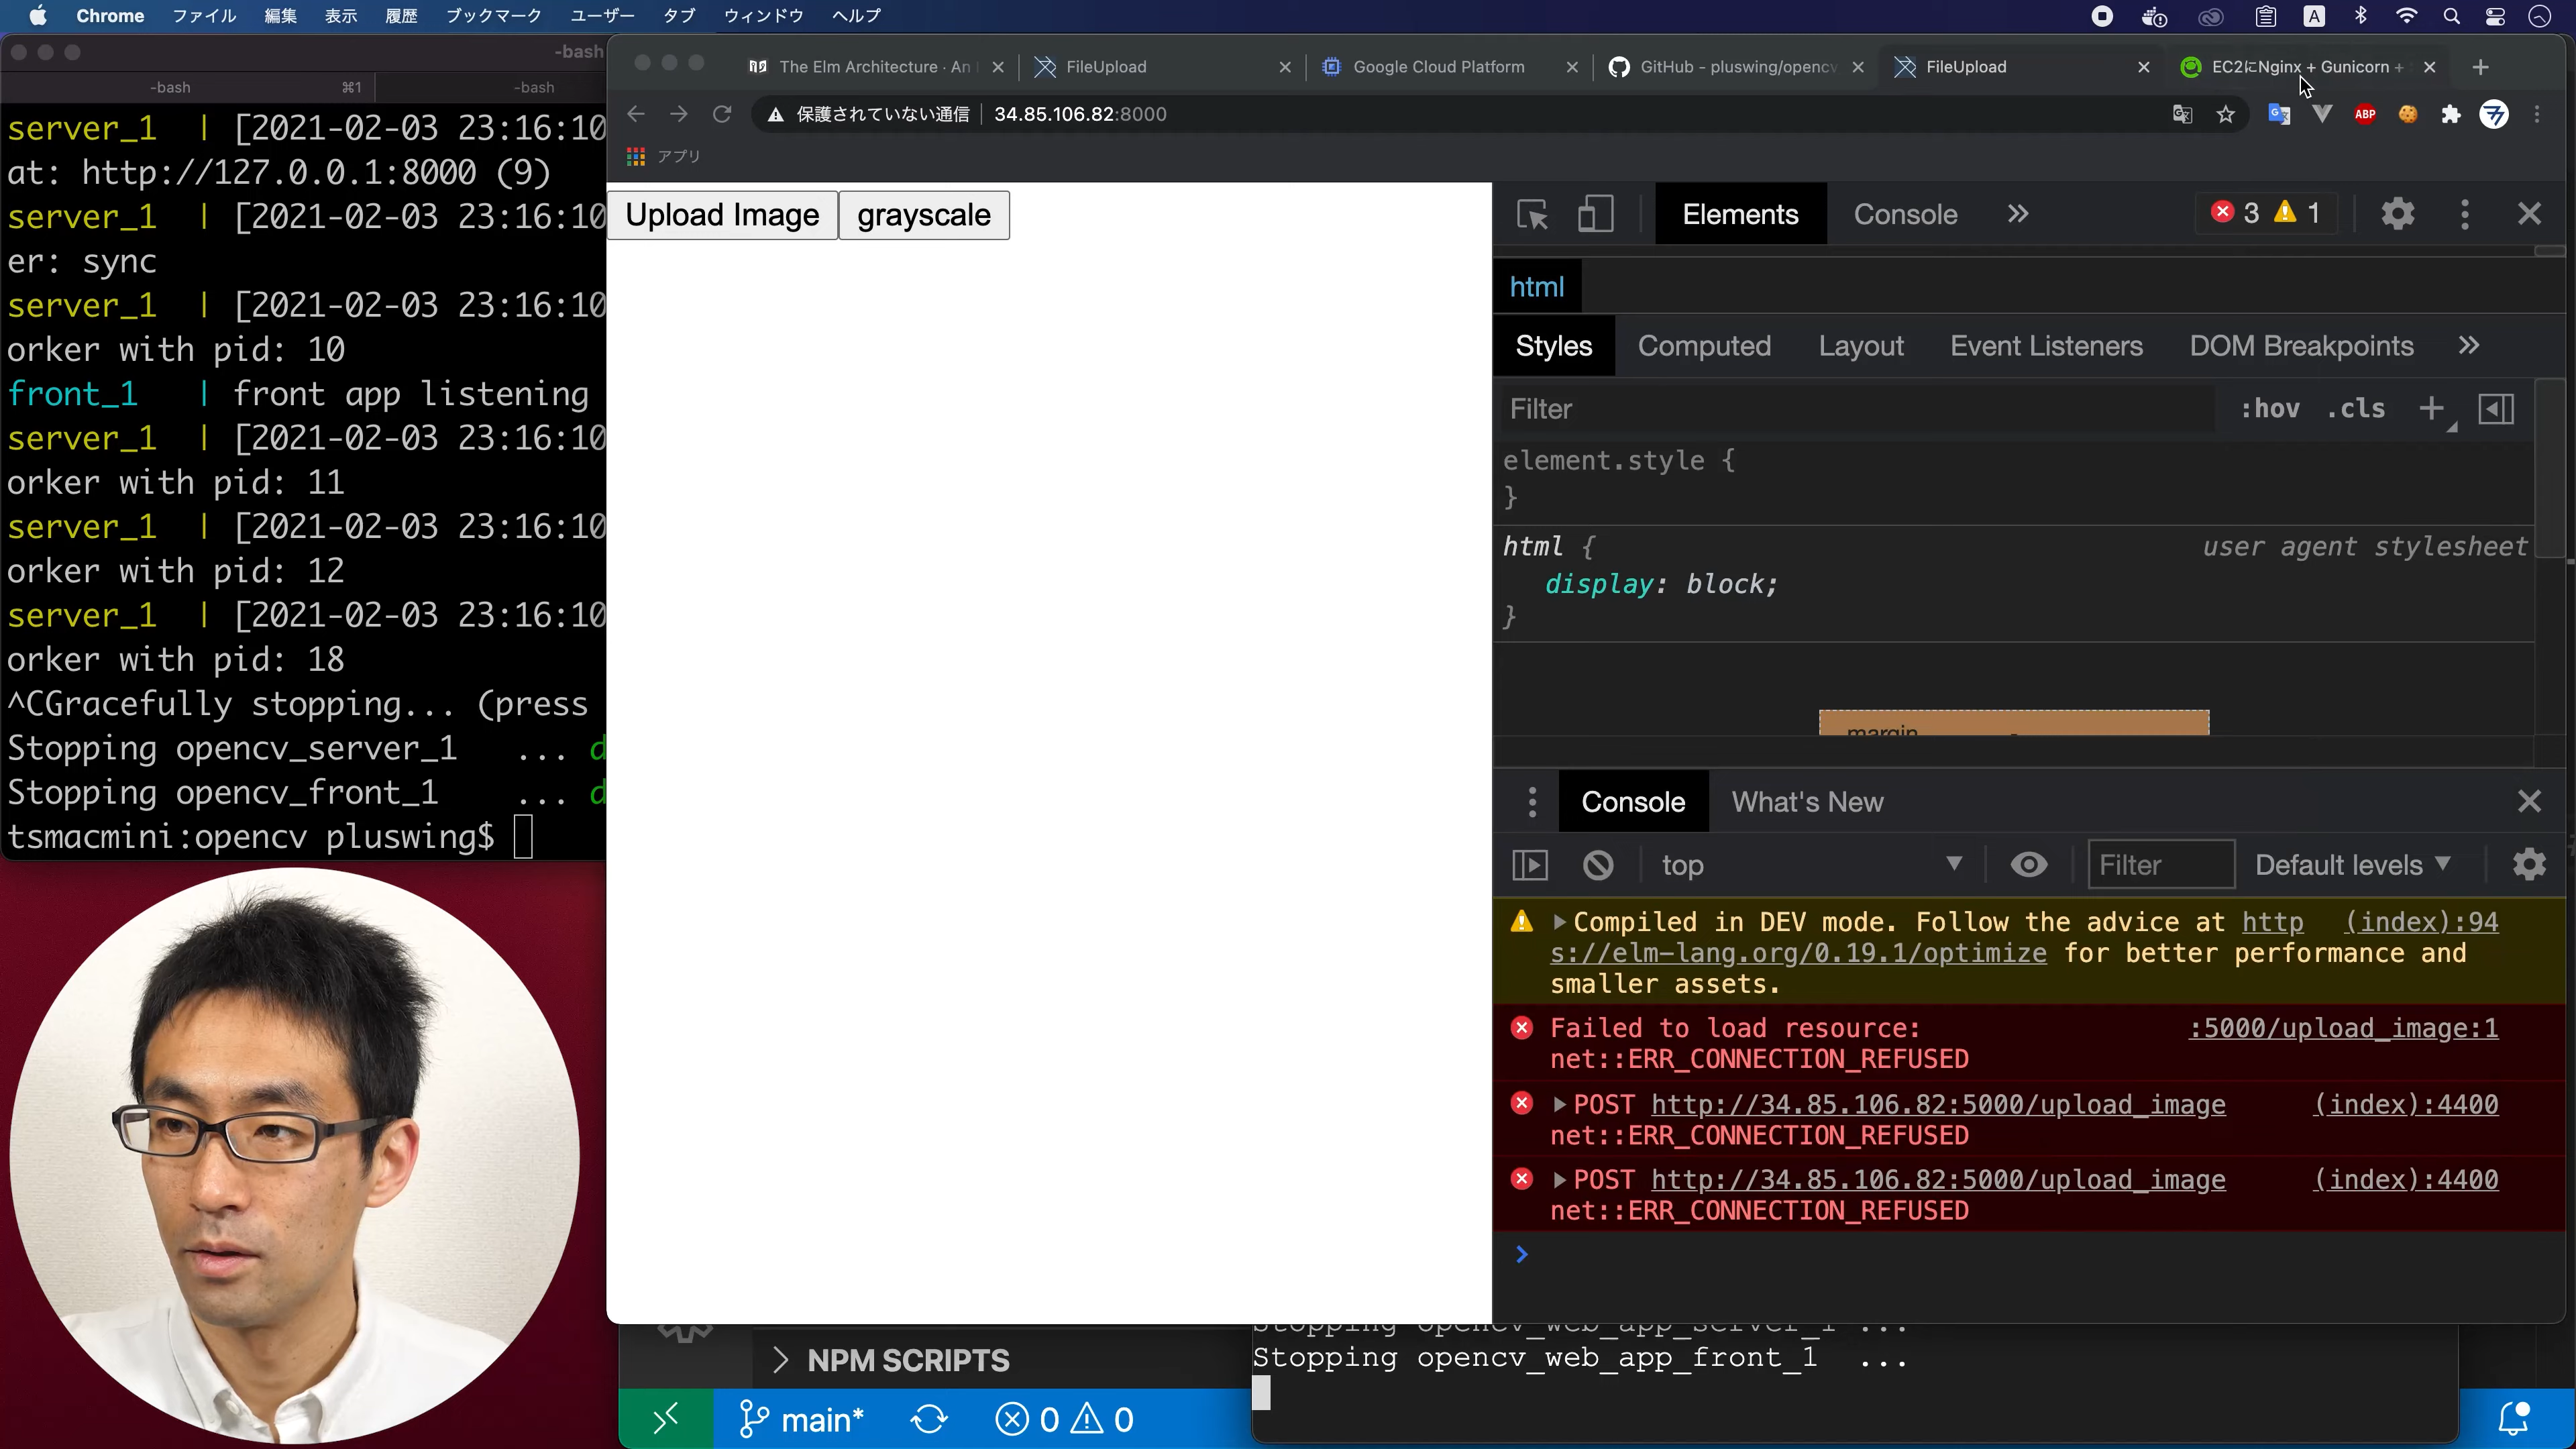 Chrome ファイル 編集 表示 履歴 ブックマーク ユーザー タブ ウィンドウ ヘルプ A
-bash
-bash ⌘1 -bash
server_1 | [2021-02-03 23:16:10
at: http://127.0.0.1:8000 (9)
server_1 | [2021-02-03 23:16:10
er: sync
server_1 | [2021-02-03 23:16:10
orker with pid: 10
front_1 | front app listening
server_1 | [2021-02-03 23:16:10
orker with pid: 11
server_1 | [2021-02-03 23:16:10
orker with pid: 12
server_1 | [2021-02-03 23:16:10
orker with pid: 18
^CGracefully stopping... (press
Stopping opencv_server_1 ... d
Stopping opencv_front_1 ... d
tsmacmini:opencv pluswing$
The Elm Architecture · An FileUpload Google Cloud Platform GitHub - pluswing/opencv FileUpload EC2にNginx + Gunicorn +
保護されていない通信 | 34.85.106.82:8000
ABP
アプリ
Upload Image grayscale
Elements Console 3 1
html
Styles Computed Layout Event Listeners DOM Breakpoints
Filter :hov .cls
element.style {
}
html { user agent stylesheet
display: block;
}
margin
Console What's New
top Filter Default levels
Compiled in DEV mode. Follow the advice at http (index):94
s://elm-lang.org/0.19.1/optimize for better performance and
smaller assets.
Failed to load resource: :5000/upload_image:1
net::ERR_CONNECTION_REFUSED
POST http://34.85.106.82:5000/upload_image (index):4400
net::ERR_CONNECTION_REFUSED
POST http://34.85.106.82:5000/upload_image (index):4400
net::ERR_CONNECTION_REFUSED
Stopping opencv_web_app_server_1 ...
Stopping opencv_web_app_front_1 ...
NPM SCRIPTS
main* 0 0